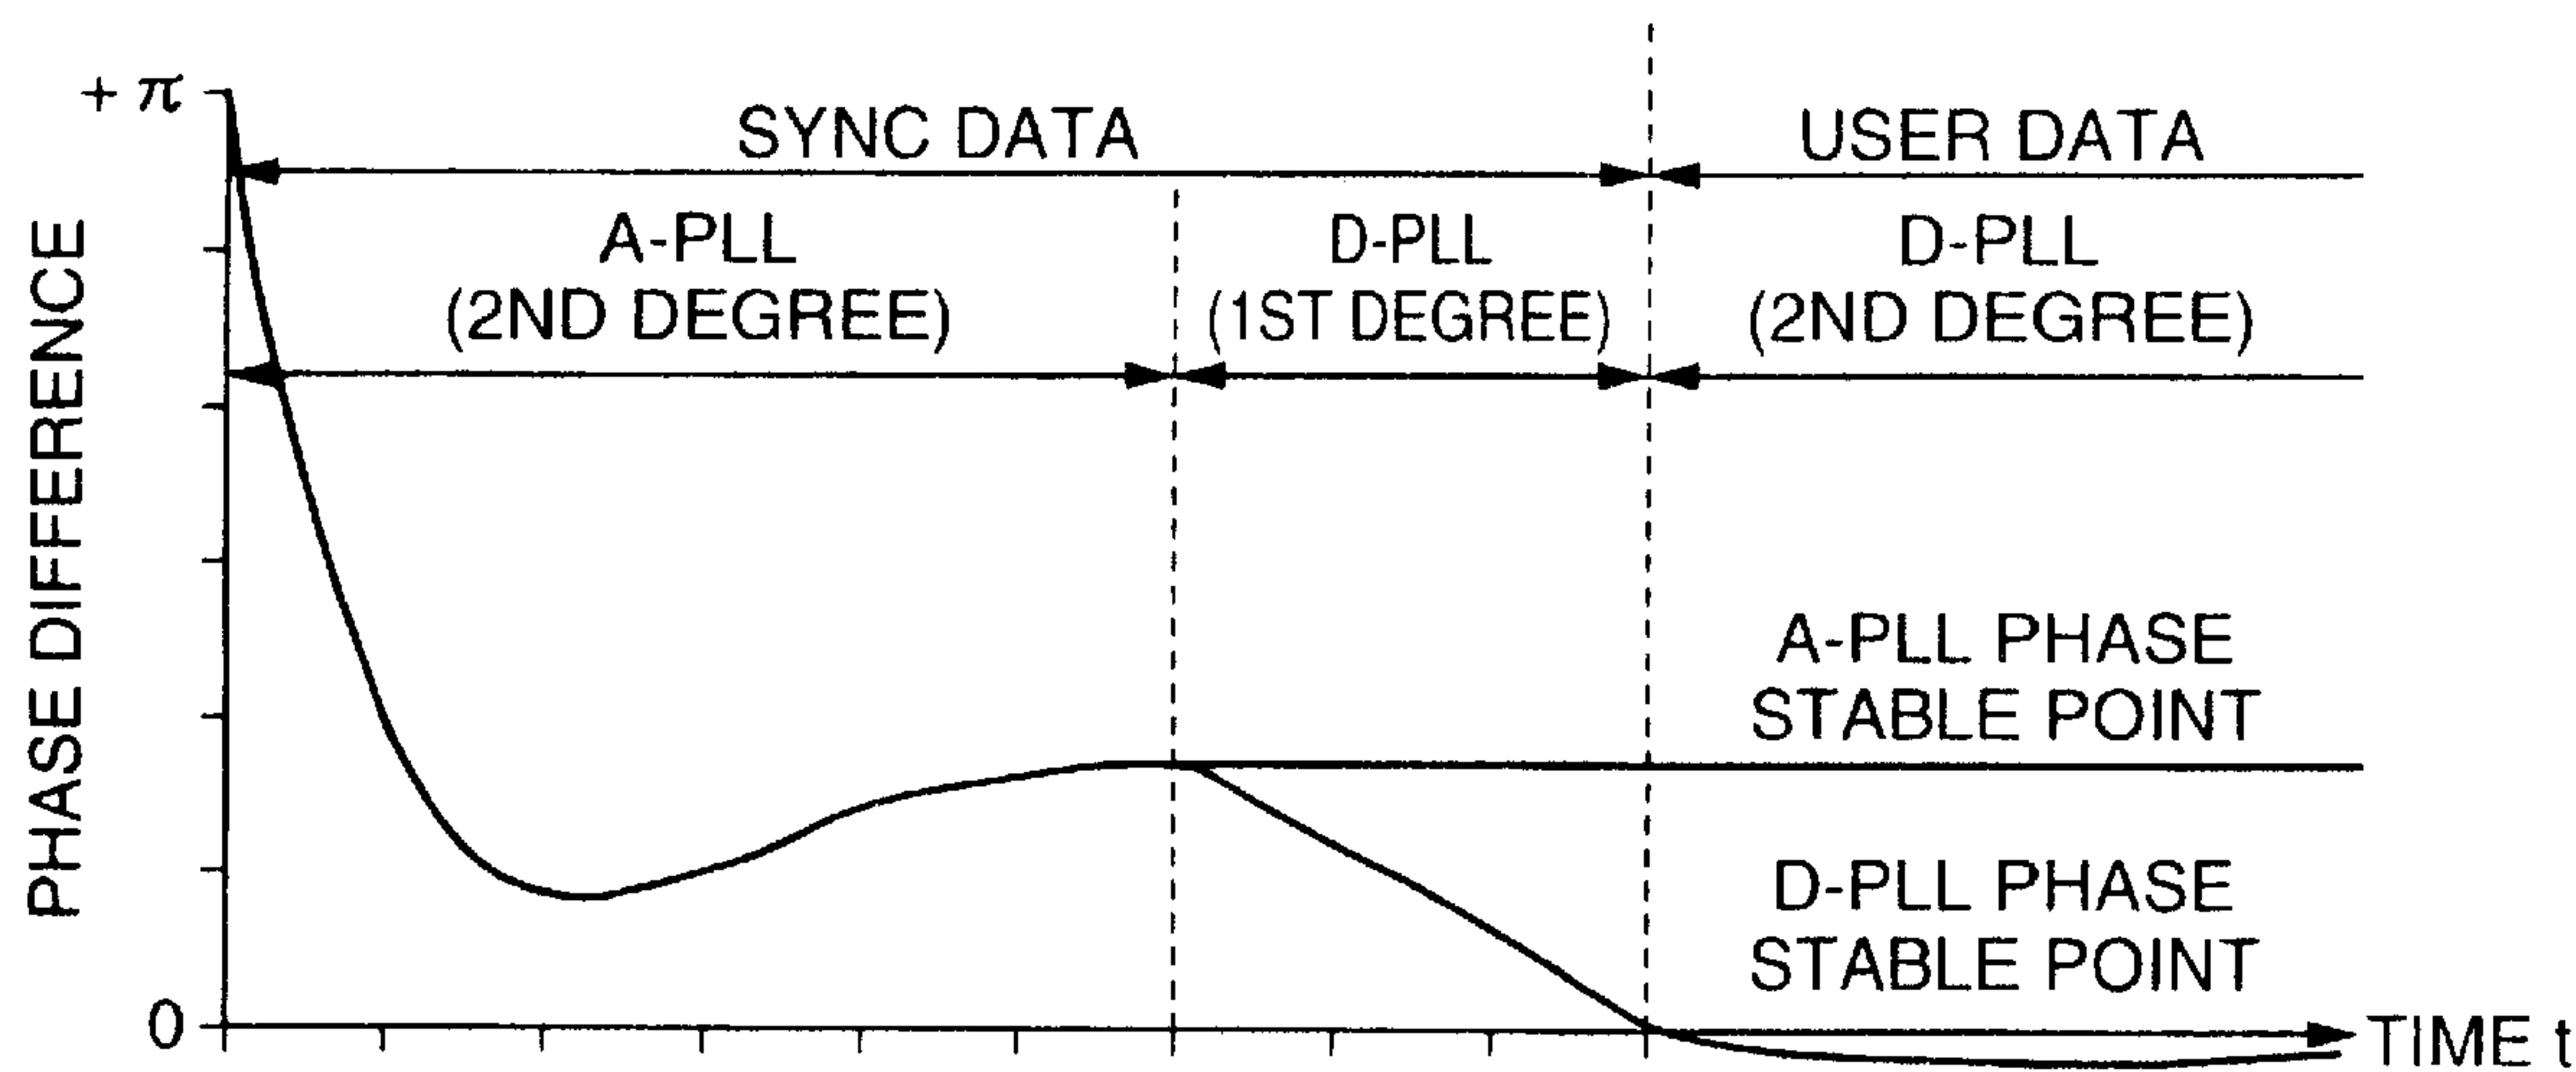 + π
SYNC DATA
USER DATA
A-PLL
(2ND DEGREE)
D-PLL
(1ST DEGREE)
D-PLL
(2ND DEGREE)
PHASE DIFFERENCE
A-PLL PHASE
STABLE POINT
D-PLL PHASE
STABLE POINT
0
TIME t